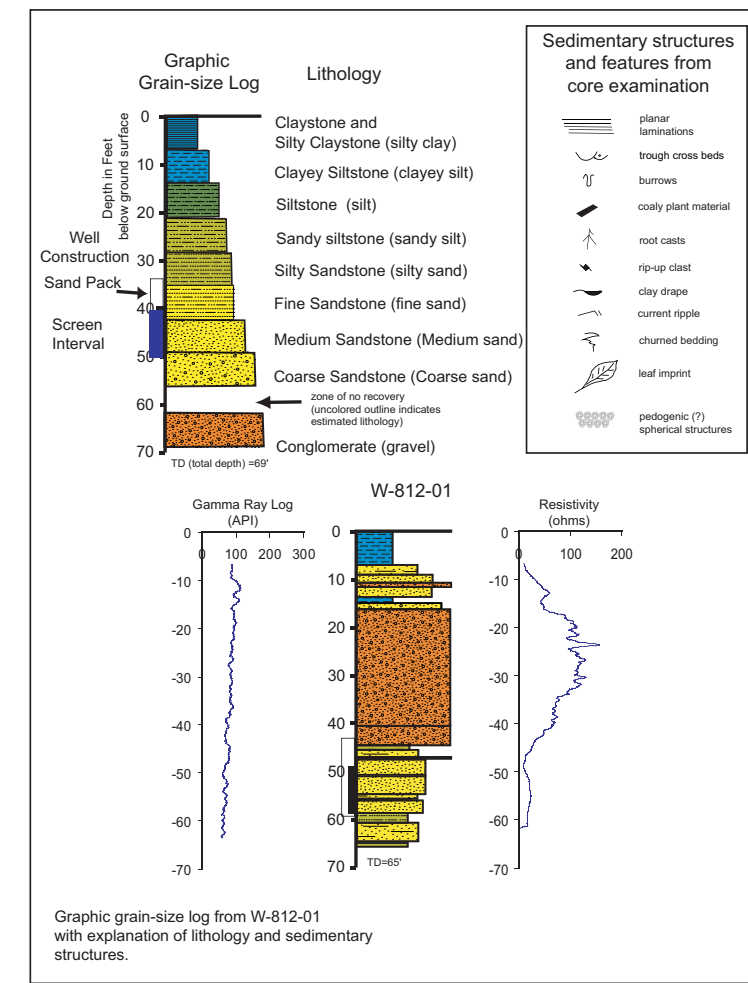 Graphic
Grain-size Log
Lithology
Depth in Feet
below ground surface
0
10
20
30
40
50
60
70
Claystone and
Silty Claystone (silty clay)
Clayey Siltstone (clayey silt)
Siltstone (silt)
Sandy siltstone (sandy silt)
Silty Sandstone (silty sand)
Fine Sandstone (fine sand)
Medium Sandstone (Medium sand)
Coarse Sandstone (Coarse sand)
zone of no recovery
(uncolored outline indicates
estimated lithology)
Conglomerate (gravel)
TD (total depth) =69'
Well
Construction
Sand Pack
Screen
Interval
Sedimentary structures
and features from
core examination
planar
laminations
trough cross beds
burrows
coaly plant material
root casts
rip-up clast
clay drape
current ripple
churned bedding
leaf imprint
pedogenic (?)
spherical structures
W-812-01
Gamma Ray Log
(API)
0 100 200 300
0
-10
-20
-30
-40
-50
-60
-70
0
10
20
30
40
50
60
70
TD=65'
Resistivity
(ohms)
0 100 200
0
-10
-20
-30
-40
-50
-60
-70
Graphic grain-size log from W-812-01
with explanation of lithology and sedimentary
structures.